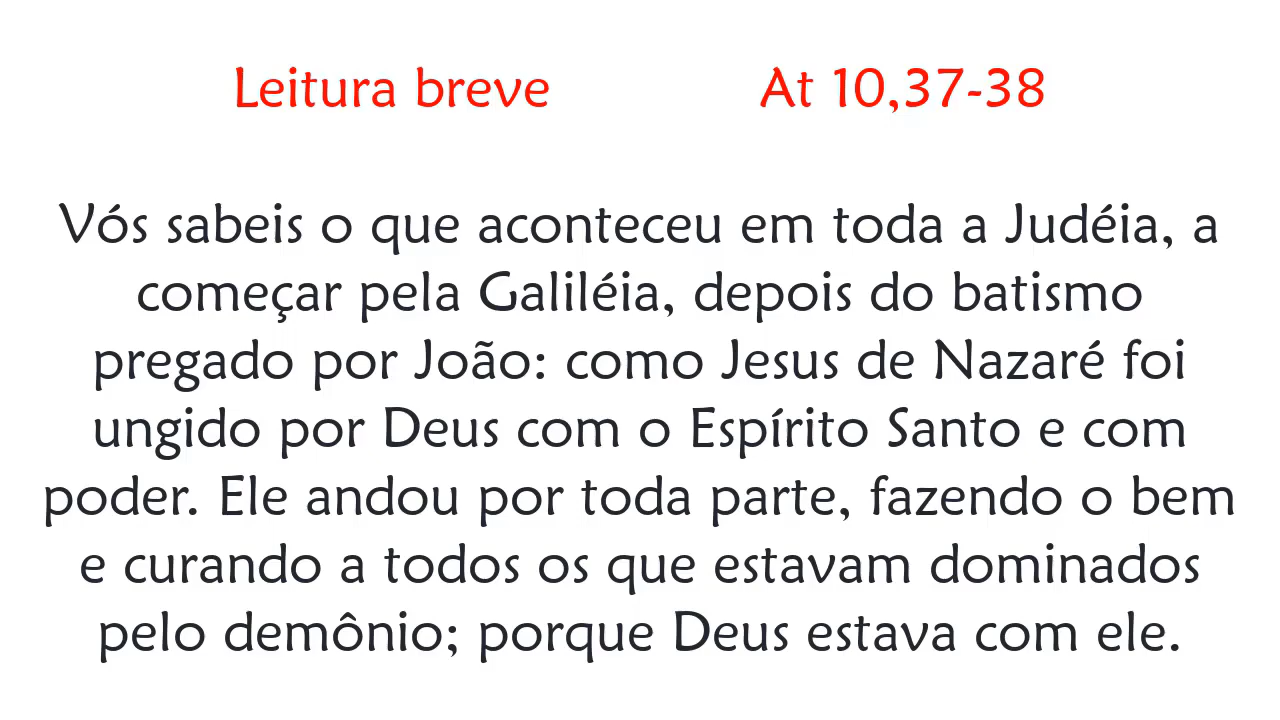 Leitura breve At 10,37-38
Vós sabeis o que aconteceu em toda a Judéia, a
começar pela Galiléia, depois do batismo
pregado por João: como Jesus de Nazaré foi
ungido por Deus com o Espírito Santo e com
poder. Ele andou por toda parte, fazendo o bem
e curando a todos os que estavam dominados
pelo demônio; porque Deus estava com ele.